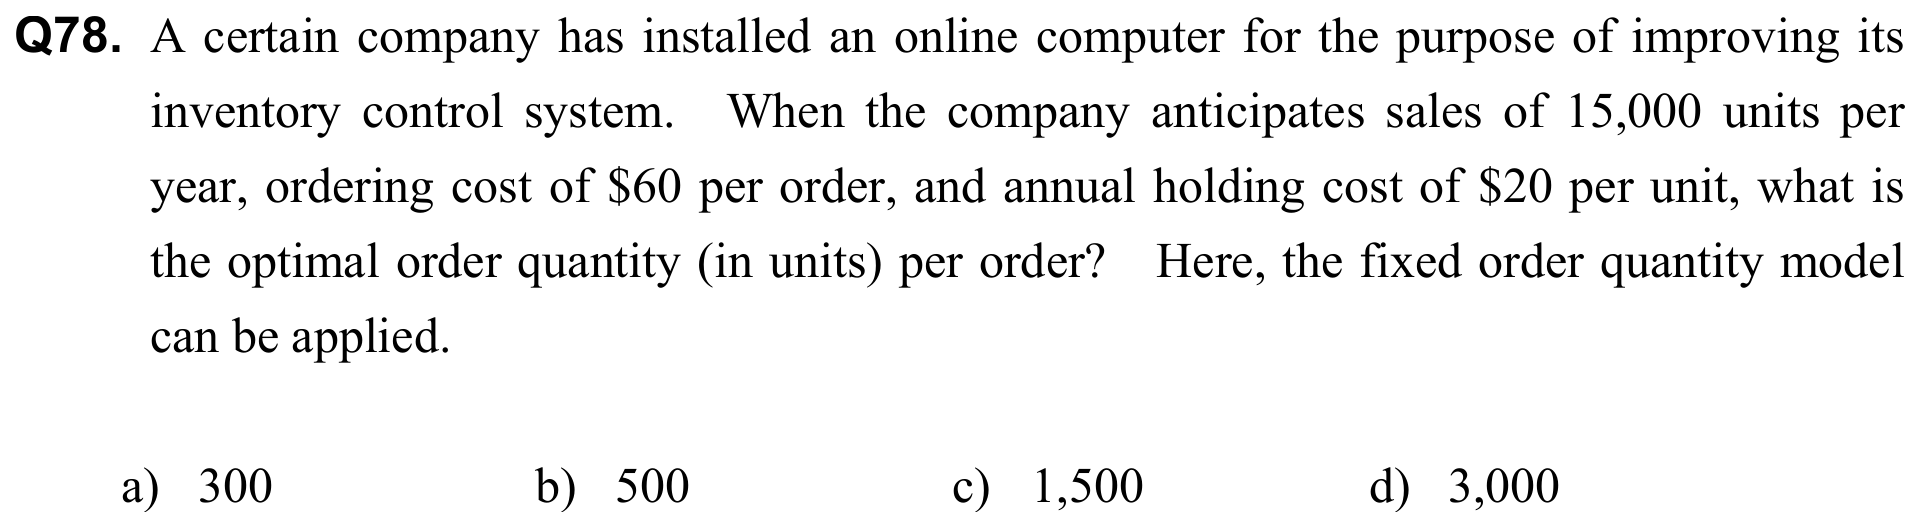 Q78. A certain company has installed an online computer for the purpose of improving its
inventory control system. When the company anticipates sales of 15,000 units per
year, ordering cost of $60 per order, and annual holding cost of $20 per unit, what is
the optimal order quantity (in units) per order? Here, the fixed order quantity model
can be applied.
a) 300 b) 500 c) 1,500 d) 3,000